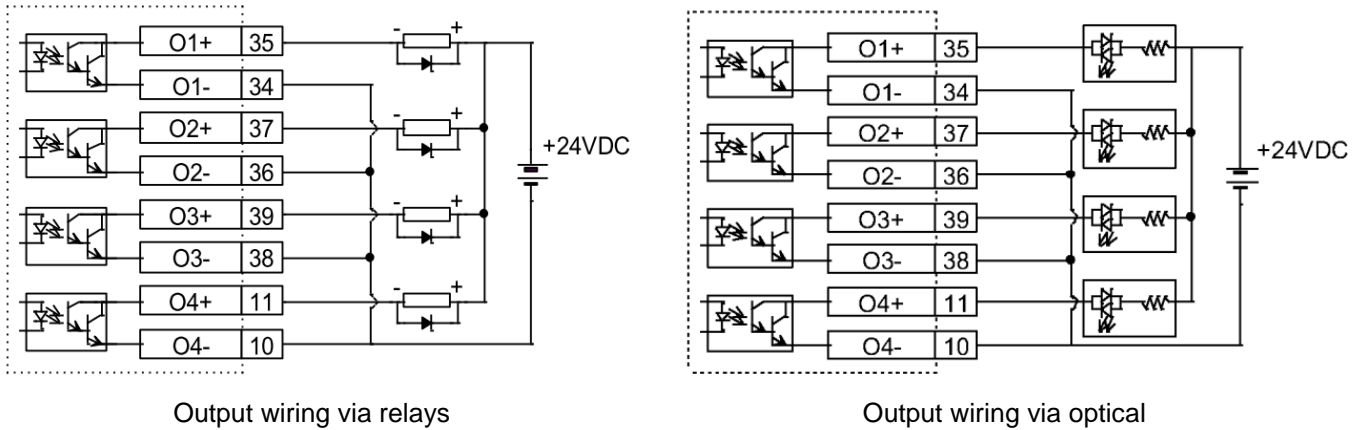 O1+ 35 - +
O1- 34
O2+ 37 - +
O2- 36
O3+ 39 - +
O3- 38
O4+ 11 - +
O4- 10
+24VDC
Output wiring via relays
O1+ 35
O1- 34
O2+ 37
O2- 36
O3+ 39
O3- 38
O4+ 11
O4- 10
+24VDC
Output wiring via optical